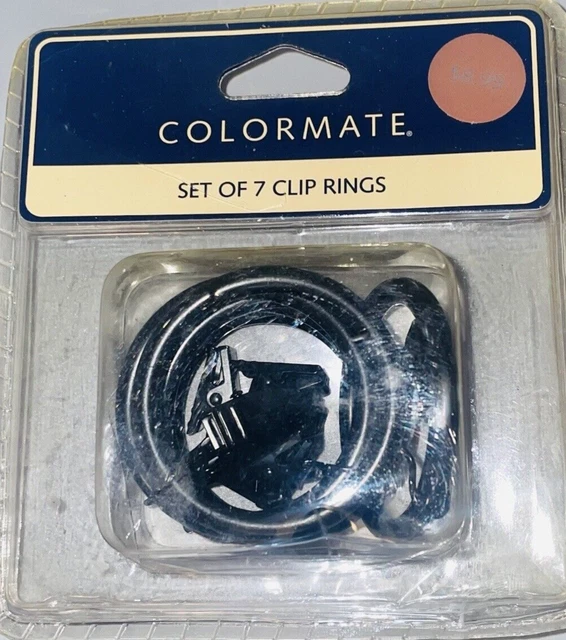 COLORMATE®
SET OF 7 CLIP RINGS